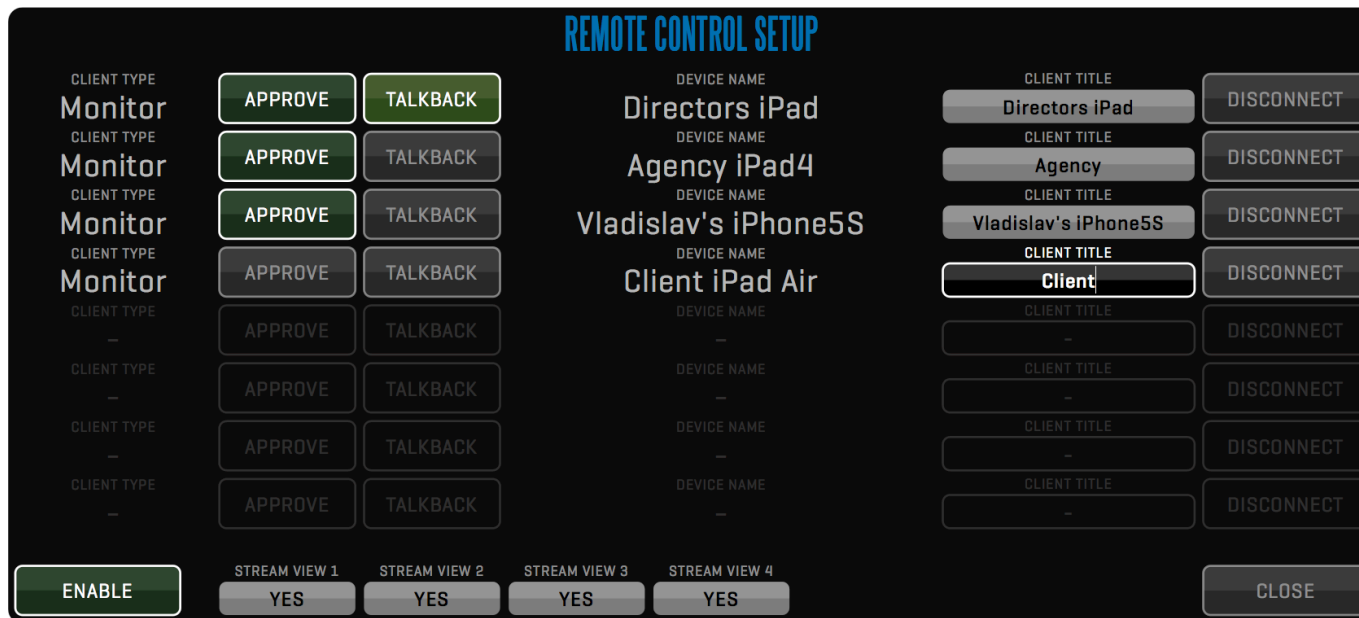 REMOTE CONTROL SETUP
CLIENT TYPE DEVICE NAME CLIENT TITLE
Monitor APPROVE TALKBACK Directors iPad Directors iPad DISCONNECT
CLIENT TYPE DEVICE NAME CLIENT TITLE
Monitor APPROVE TALKBACK Agency iPad4 Agency DISCONNECT
CLIENT TYPE DEVICE NAME CLIENT TITLE
Monitor APPROVE TALKBACK Vladislav's iPhone5S Vladislav's iPhone5S DISCONNECT
CLIENT TYPE DEVICE NAME CLIENT TITLE
Monitor APPROVE TALKBACK Client iPad Air Client DISCONNECT
CLIENT TYPE DEVICE NAME CLIENT TITLE
– APPROVE TALKBACK – – DISCONNECT
CLIENT TYPE DEVICE NAME CLIENT TITLE
– APPROVE TALKBACK – – DISCONNECT
CLIENT TYPE DEVICE NAME CLIENT TITLE
– APPROVE TALKBACK – – DISCONNECT
CLIENT TYPE DEVICE NAME CLIENT TITLE
– APPROVE TALKBACK – – DISCONNECT
STREAM VIEW 1 STREAM VIEW 2 STREAM VIEW 3 STREAM VIEW 4
ENABLE YES YES YES YES CLOSE